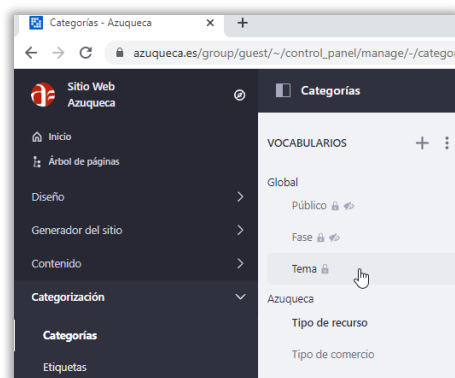 Categorías - Azuqueca
azuqueca.es/group/guest/~/control_panel/manage/-/catego
Sitio Web
Azuqueca
Inicio
Árbol de páginas
Diseño
Generador del sitio
Contenido
Categorización
Categorías
Etiquetas
Categorías
VOCABULARIOS
Global
Público
Fase
Tema
Azuqueca
Tipo de recurso
Tipo de comercio